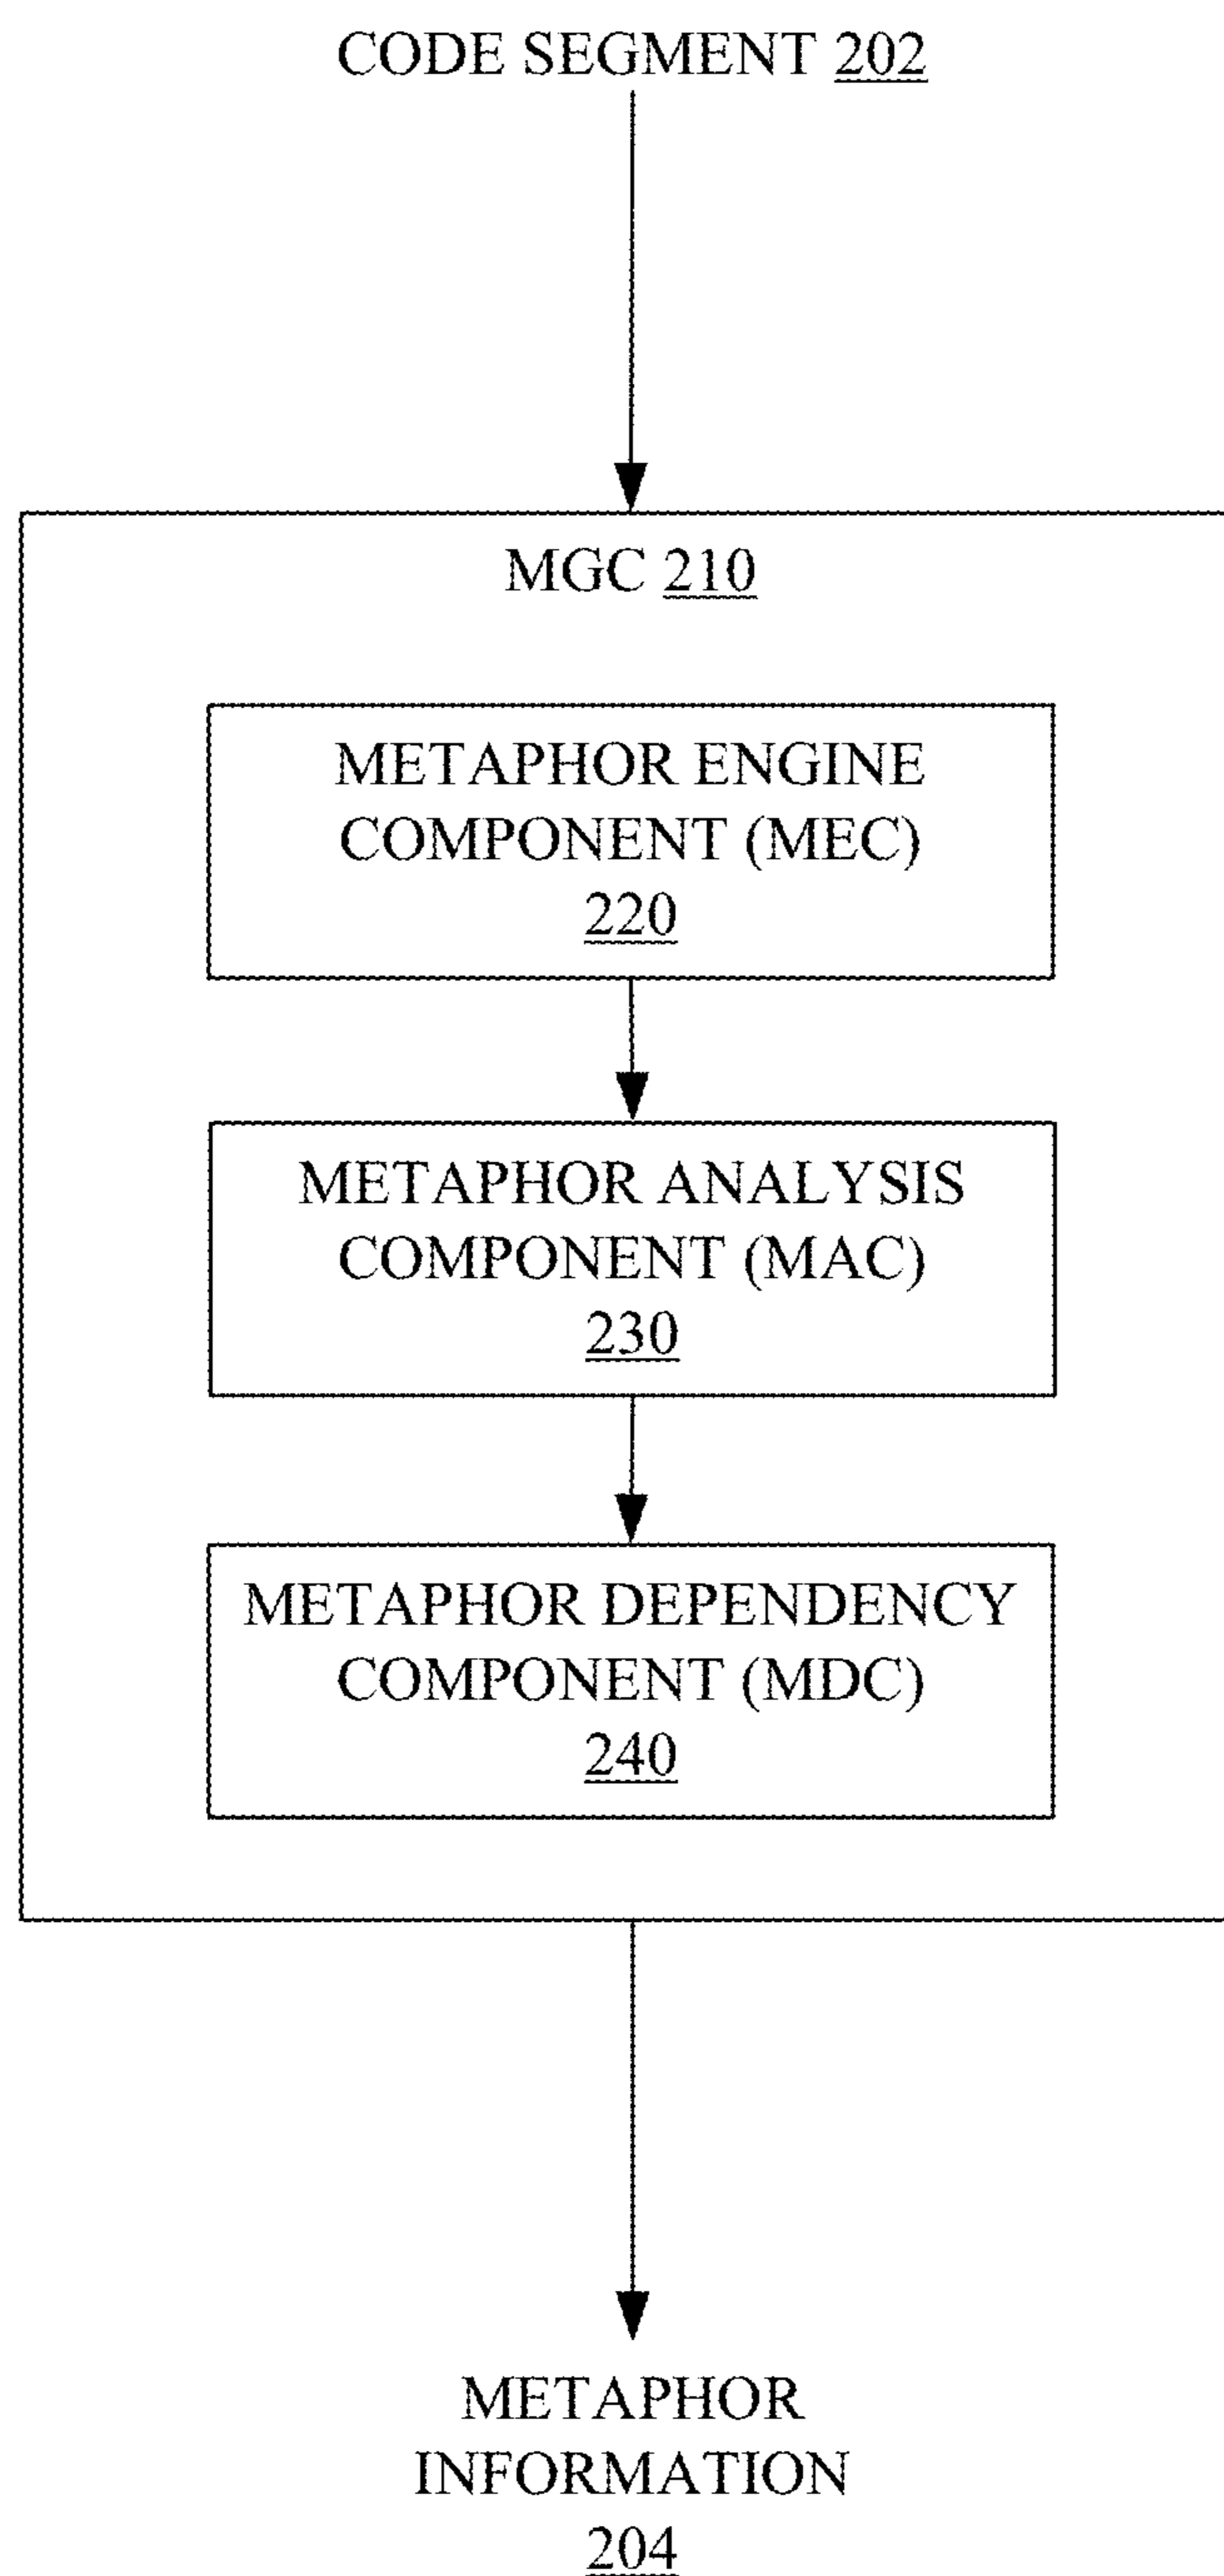 CODE SEGMENT 202
MGC 210
METAPHOR ENGINE
COMPONENT (MEC)
220
METAPHOR ANALYSIS
COMPONENT (MAC)
230
METAPHOR DEPENDENCY
COMPONENT (MDC)
240
METAPHOR
INFORMATION
204